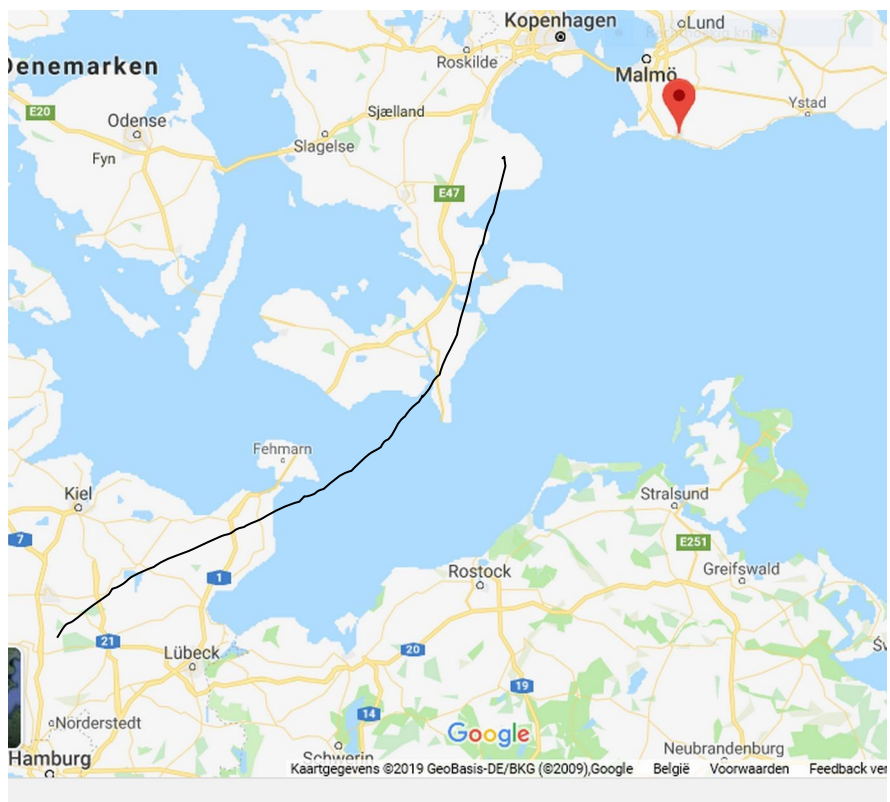 Kopenhagen
Lund
Roskilde
Malmö
Denemarken
E20
Odense
Sjælland
Ystad
Slagelse
Fyn
E47
Fehmarn
Kiel
Stralsund
7
E251
Rostock
Greifswald
1
21
Lübeck
20
19
14
Norderstedt
Google
Neubrandenburg
Hamburg
Schwerin
Kaartgegevens ©2019 GeoBasis-DE/BKG (©2009),Google België Voorwaarden Feedback